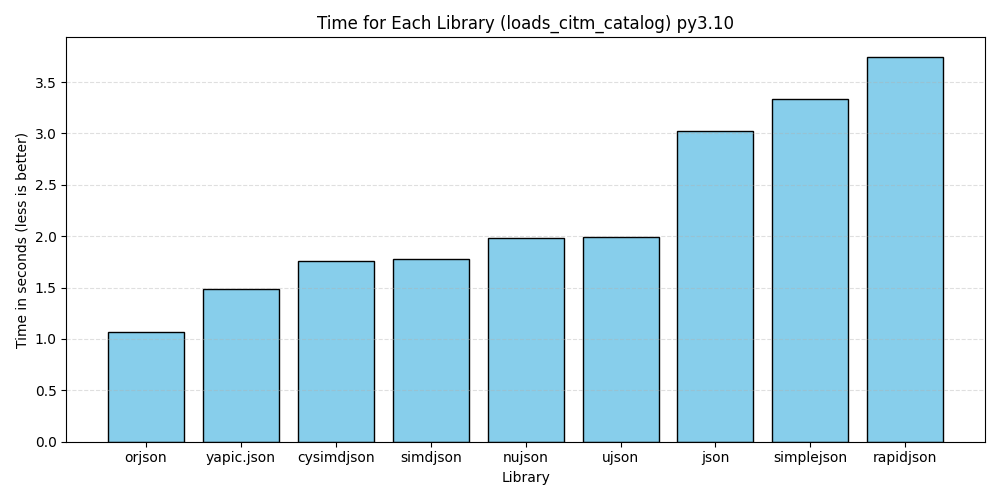 Time for Each Library (loads_citm_catalog) py3.10
Time in seconds (less is better)
3.5
3.0
2.5
2.0
1.5
1.0
0.5
0.0
orjson yapic.json cysimdjson simdjson nujson ujson json simplejson rapidjson
Library